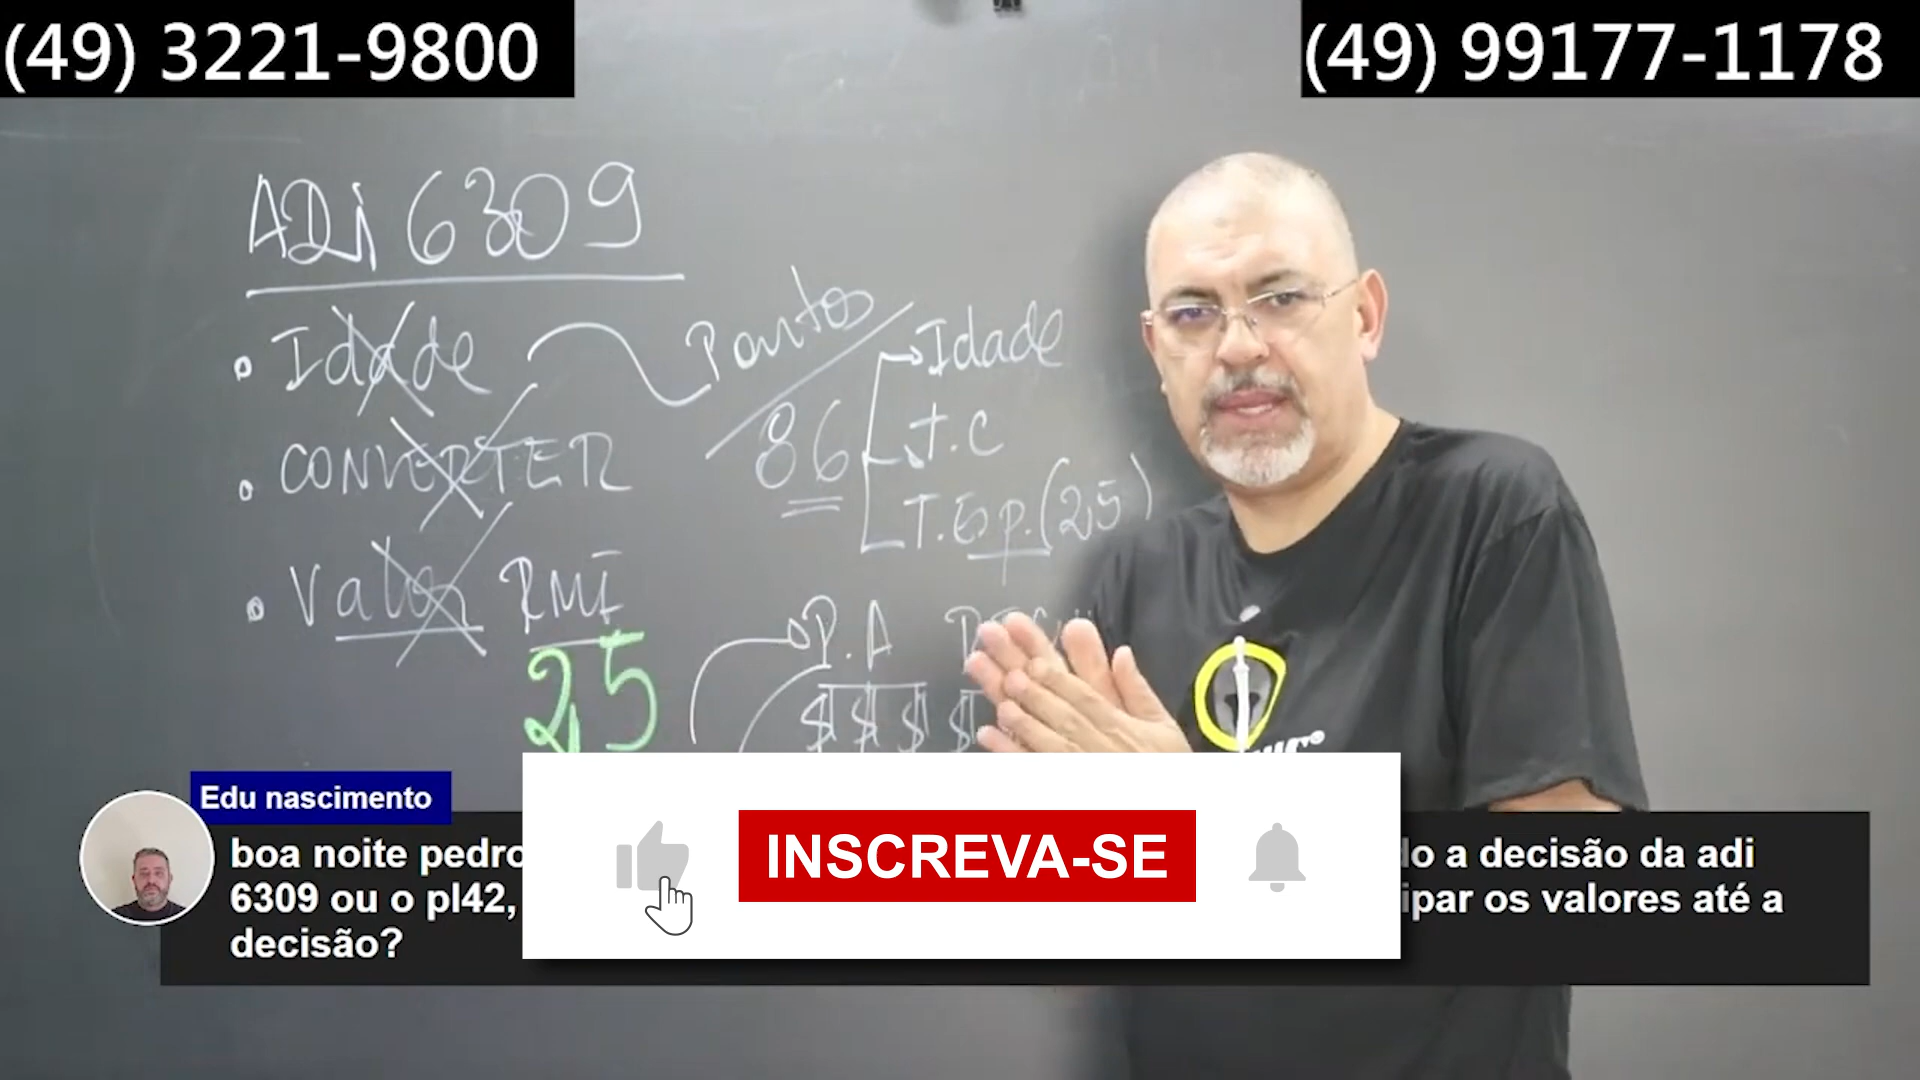 (49) 3221-9800
(49) 99177-1178
ADi 6309
• Idade
Pontos
Idade
• CONVERTER
86
T.C
T.Esp.(25)
• Valor RMI
25
P.A
$ $ $ $
Edu nascimento
boa noite pedro
do a decisão da adi
6309 ou o pl42,
ipar os valores até a
decisão?
INSCREVA-SE